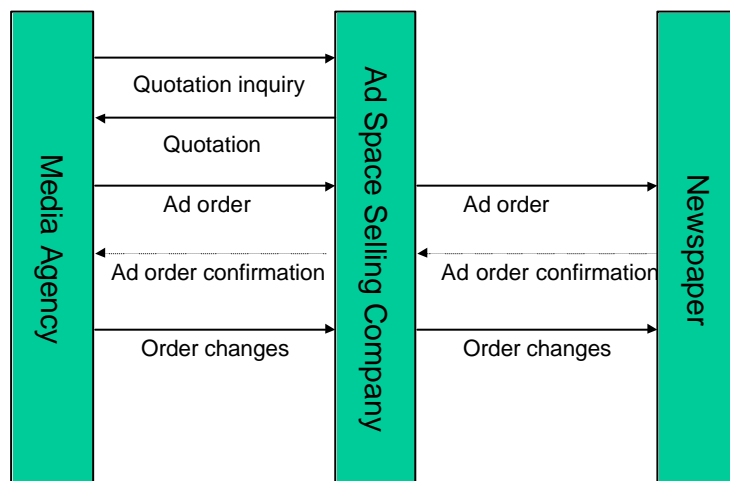 Media Agency
Ad Space Selling Company
Newspaper
Quotation inquiry
Quotation
Ad order
Ad order
Ad order confirmation
Ad order confirmation
Order changes
Order changes